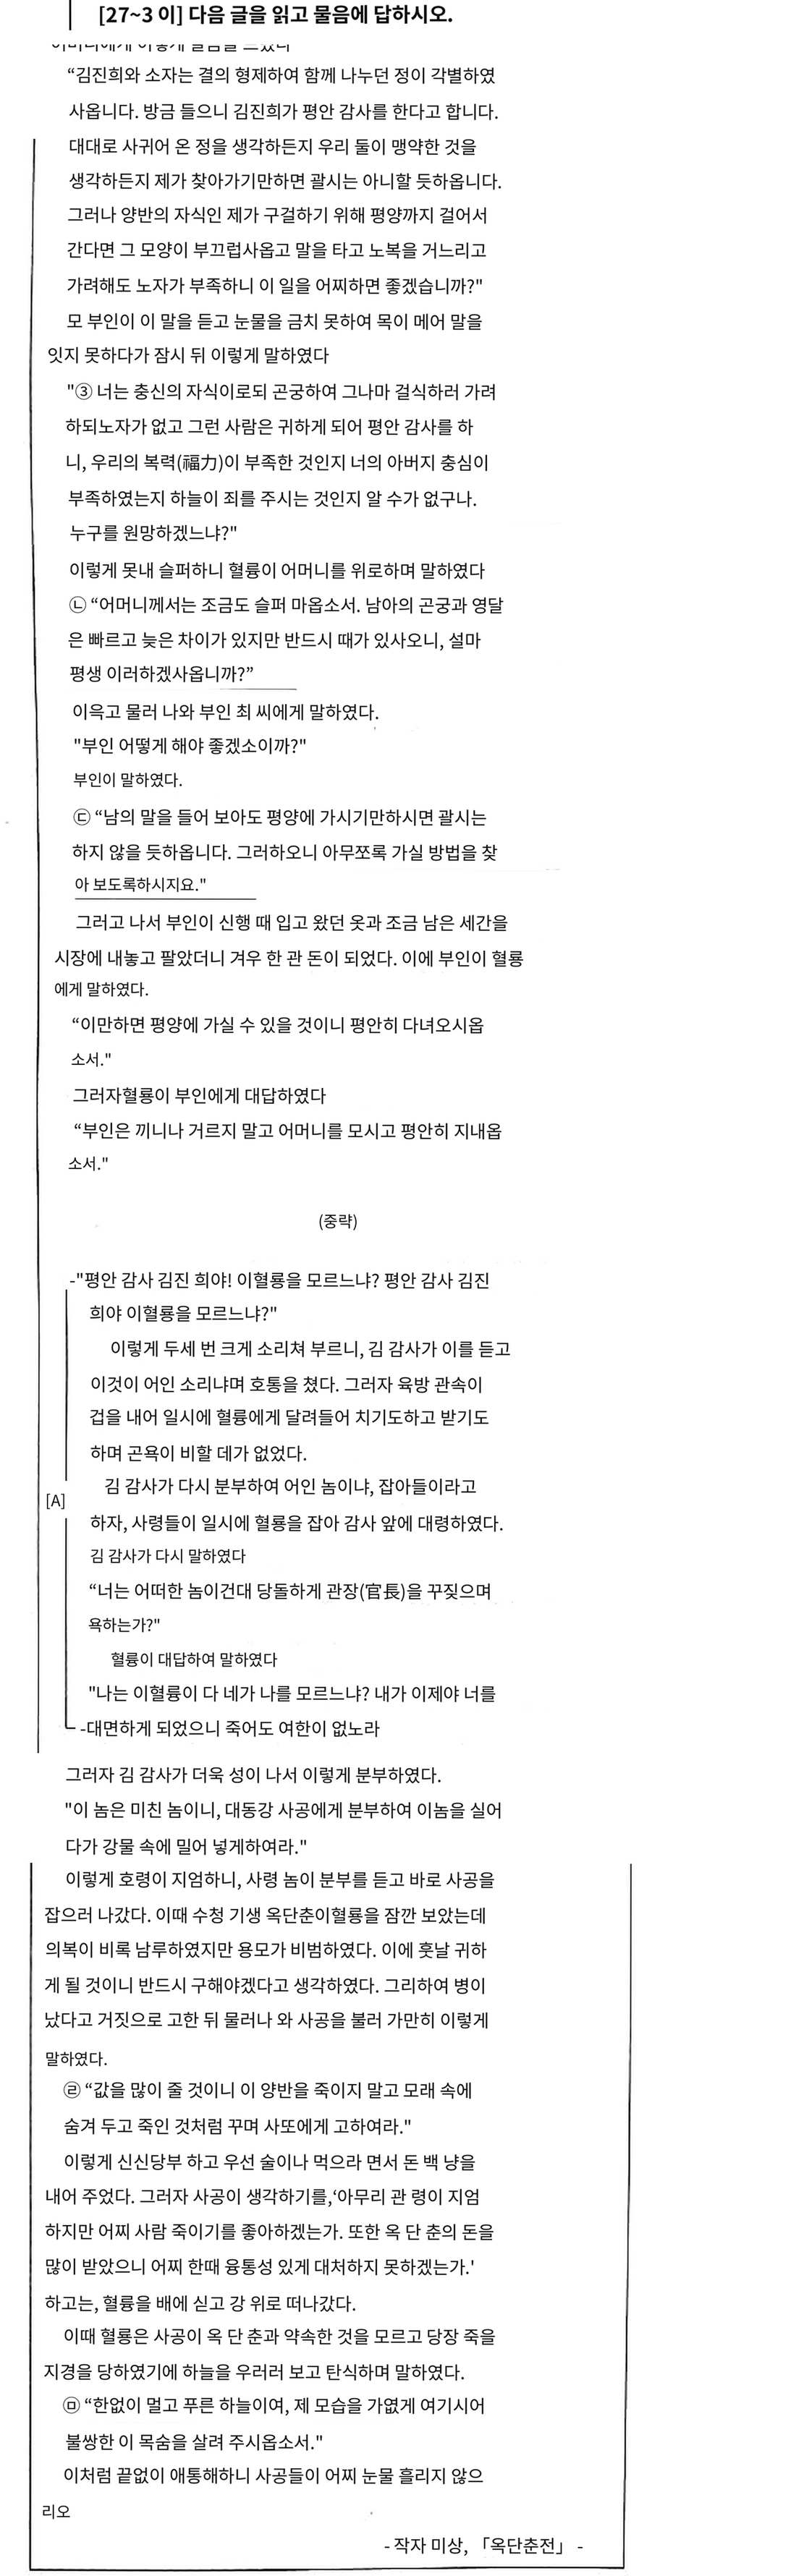 [27~3 이] 다음 글을 읽고 물음에 답하시오.
어머니에게 이렇게 말씀을 드렸다
“김진희와 소자는 결의 형제하여 함께 나누던 정이 각별하였
사옵니다. 방금 들으니 김진희가 평안 감사를 한다고 합니다.
대대로 사귀어 온 정을 생각하든지 우리 둘이 맹약한 것을
생각하든지 제가 찾아가기만하면 괄시는 아니할 듯하옵니다.
그러나 양반의 자식인 제가 구걸하기 위해 평양까지 걸어서
간다면 그 모양이 부끄럽사옵고 말을 타고 노복을 거느리고
가려해도 노자가 부족하니 이 일을 어찌하면 좋겠습니까?"
모 부인이 이 말을 듣고 눈물을 금치 못하여 목이 메어 말을
잇지 못하다가 잠시 뒤 이렇게 말하였다
"③ 너는 충신의 자식이로되 곤궁하여 그나마 걸식하러 가려
하되노자가 없고 그런 사람은 귀하게 되어 평안 감사를 하
니, 우리의 복력(福力)이 부족한 것인지 너의 아버지 충심이
부족하였는지 하늘이 죄를 주시는 것인지 알 수가 없구나.
누구를 원망하겠느냐?"
이렇게 못내 슬퍼하니 혈륭이 어머니를 위로하며 말하였다
㉡ “어머니께서는 조금도 슬퍼 마옵소서. 남아의 곤궁과 영달
은 빠르고 늦은 차이가 있지만 반드시 때가 있사오니, 설마
평생 이러하겠사옵니까?”
이윽고 물러 나와 부인 최 씨에게 말하였다.
"부인 어떻게 해야 좋겠소이까?"
부인이 말하였다.
㉢ “남의 말을 들어 보아도 평양에 가시기만하시면 괄시는
하지 않을 듯하옵니다. 그러하오니 아무쪼록 가실 방법을 찾
아 보도록하시지요."
그러고 나서 부인이 신행 때 입고 왔던 옷과 조금 남은 세간을
시장에 내놓고 팔았더니 겨우 한 관 돈이 되었다. 이에 부인이 혈룡
에게 말하였다.
“이만하면 평양에 가실 수 있을 것이니 평안히 다녀오시옵
소서."
그러자혈룡이 부인에게 대답하였다
“부인은 끼니나 거르지 말고 어머니를 모시고 평안히 지내옵
소서."
(중략)
-"평안 감사 김진 희야! 이혈룡을 모르느냐? 평안 감사 김진
희야 이혈룡을 모르느냐?"
이렇게 두세 번 크게 소리쳐 부르니, 김 감사가 이를 듣고
이것이 어인 소리냐며 호통을 쳤다. 그러자 육방 관속이
겁을 내어 일시에 혈룡에게 달려들어 치기도하고 받기도
하며 곤욕이 비할 데가 없었다.
김 감사가 다시 분부하여 어인 놈이냐, 잡아들이라고
[A]
하자, 사령들이 일시에 혈룡을 잡아 감사 앞에 대령하였다.
김 감사가 다시 말하였다
“너는 어떠한 놈이건대 당돌하게 관장(官長)을 꾸짖으며
욕하는가?"
혈륭이 대답하여 말하였다
"나는 이혈륭이 다 네가 나를 모르느냐? 내가 이제야 너를
-대면하게 되었으니 죽어도 여한이 없노라
그러자 김 감사가 더욱 성이 나서 이렇게 분부하였다.
"이 놈은 미친 놈이니, 대동강 사공에게 분부하여 이놈을 실어
다가 강물 속에 밀어 넣게하여라."
이렇게 호령이 지엄하니, 사령 놈이 분부를 듣고 바로 사공을
잡으러 나갔다. 이때 수청 기생 옥단춘이혈룡을 잠깐 보았는데
의복이 비록 남루하였지만 용모가 비범하였다. 이에 훗날 귀하
게 될 것이니 반드시 구해야겠다고 생각하였다. 그리하여 병이
났다고 거짓으로 고한 뒤 물러나 와 사공을 불러 가만히 이렇게
말하였다.
㉣ “값을 많이 줄 것이니 이 양반을 죽이지 말고 모래 속에
숨겨 두고 죽인 것처럼 꾸며 사또에게 고하여라."
이렇게 신신당부 하고 우선 술이나 먹으라 면서 돈 백 냥을
내어 주었다. 그러자 사공이 생각하기를,‘아무리 관 령이 지엄
하지만 어찌 사람 죽이기를 좋아하겠는가. 또한 옥 단 춘의 돈을
많이 받았으니 어찌 한때 융통성 있게 대처하지 못하겠는가.'
하고는, 혈륭을 배에 싣고 강 위로 떠나갔다.
이때 혈룡은 사공이 옥 단 춘과 약속한 것을 모르고 당장 죽을
지경을 당하였기에 하늘을 우러러 보고 탄식하며 말하였다.
㉤ “한없이 멀고 푸른 하늘이여, 제 모습을 가엾게 여기시어
불쌍한 이 목숨을 살려 주시옵소서."
이처럼 끝없이 애통해하니 사공들이 어찌 눈물 흘리지 않으
리오
- 작자 미상, 「옥단춘전」 -